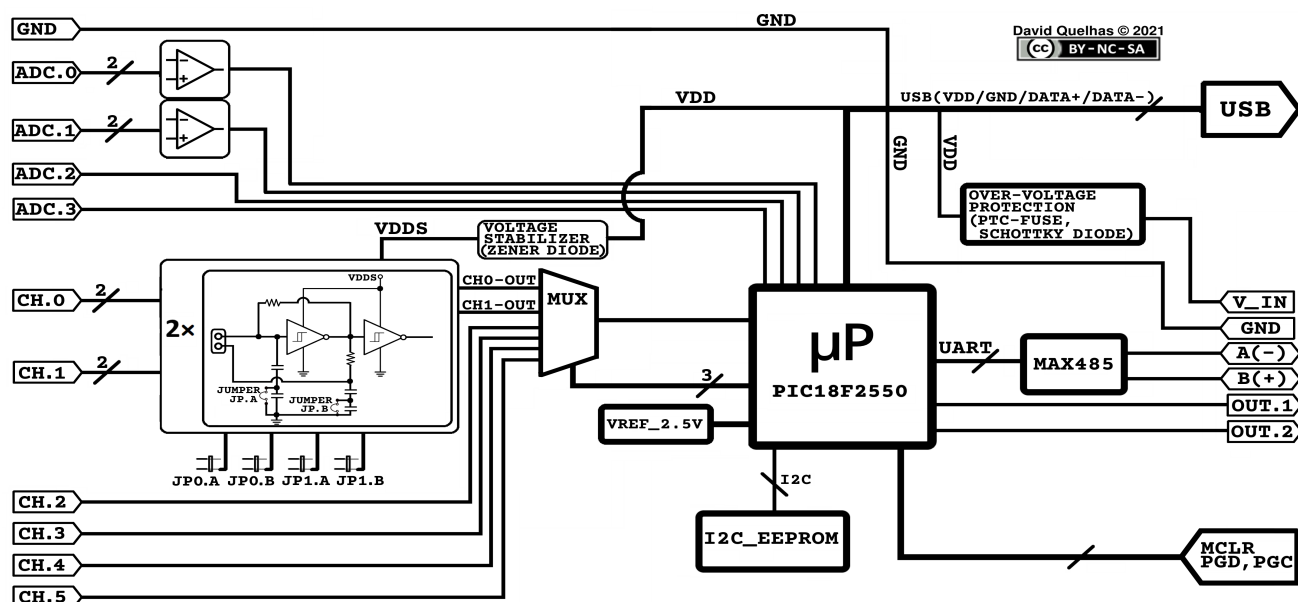 GND
GND
David Quelhas © 2021
cc BY-NC-SA
ADC.0
2
ADC.1
2
ADC.2
ADC.3
VDD
USB(VDD/GND/DATA+/DATA-)
USB
GND
VDD
OVER-VOLTAGE
PROTECTION
(PTC-FUSE,
SCHOTTKY DIODE)
VDDS
VOLTAGE
STABILIZER
(ZENER DIODE)
CH.0
2
CH.1
2
2×
VDDS
JUMPER
JP.A
JUMPER
JP.B
CH0-OUT
CH1-OUT
MUX
3
µP
PIC18F2550
VREF_2.5V
UART
MAX485
V_IN
GND
A(-)
B(+)
OUT.1
OUT.2
JP0.A JP0.B JP1.A JP1.B
I2C
I2C_EEPROM
CH.2
CH.3
CH.4
CH.5
MCLR
PGD,PGC